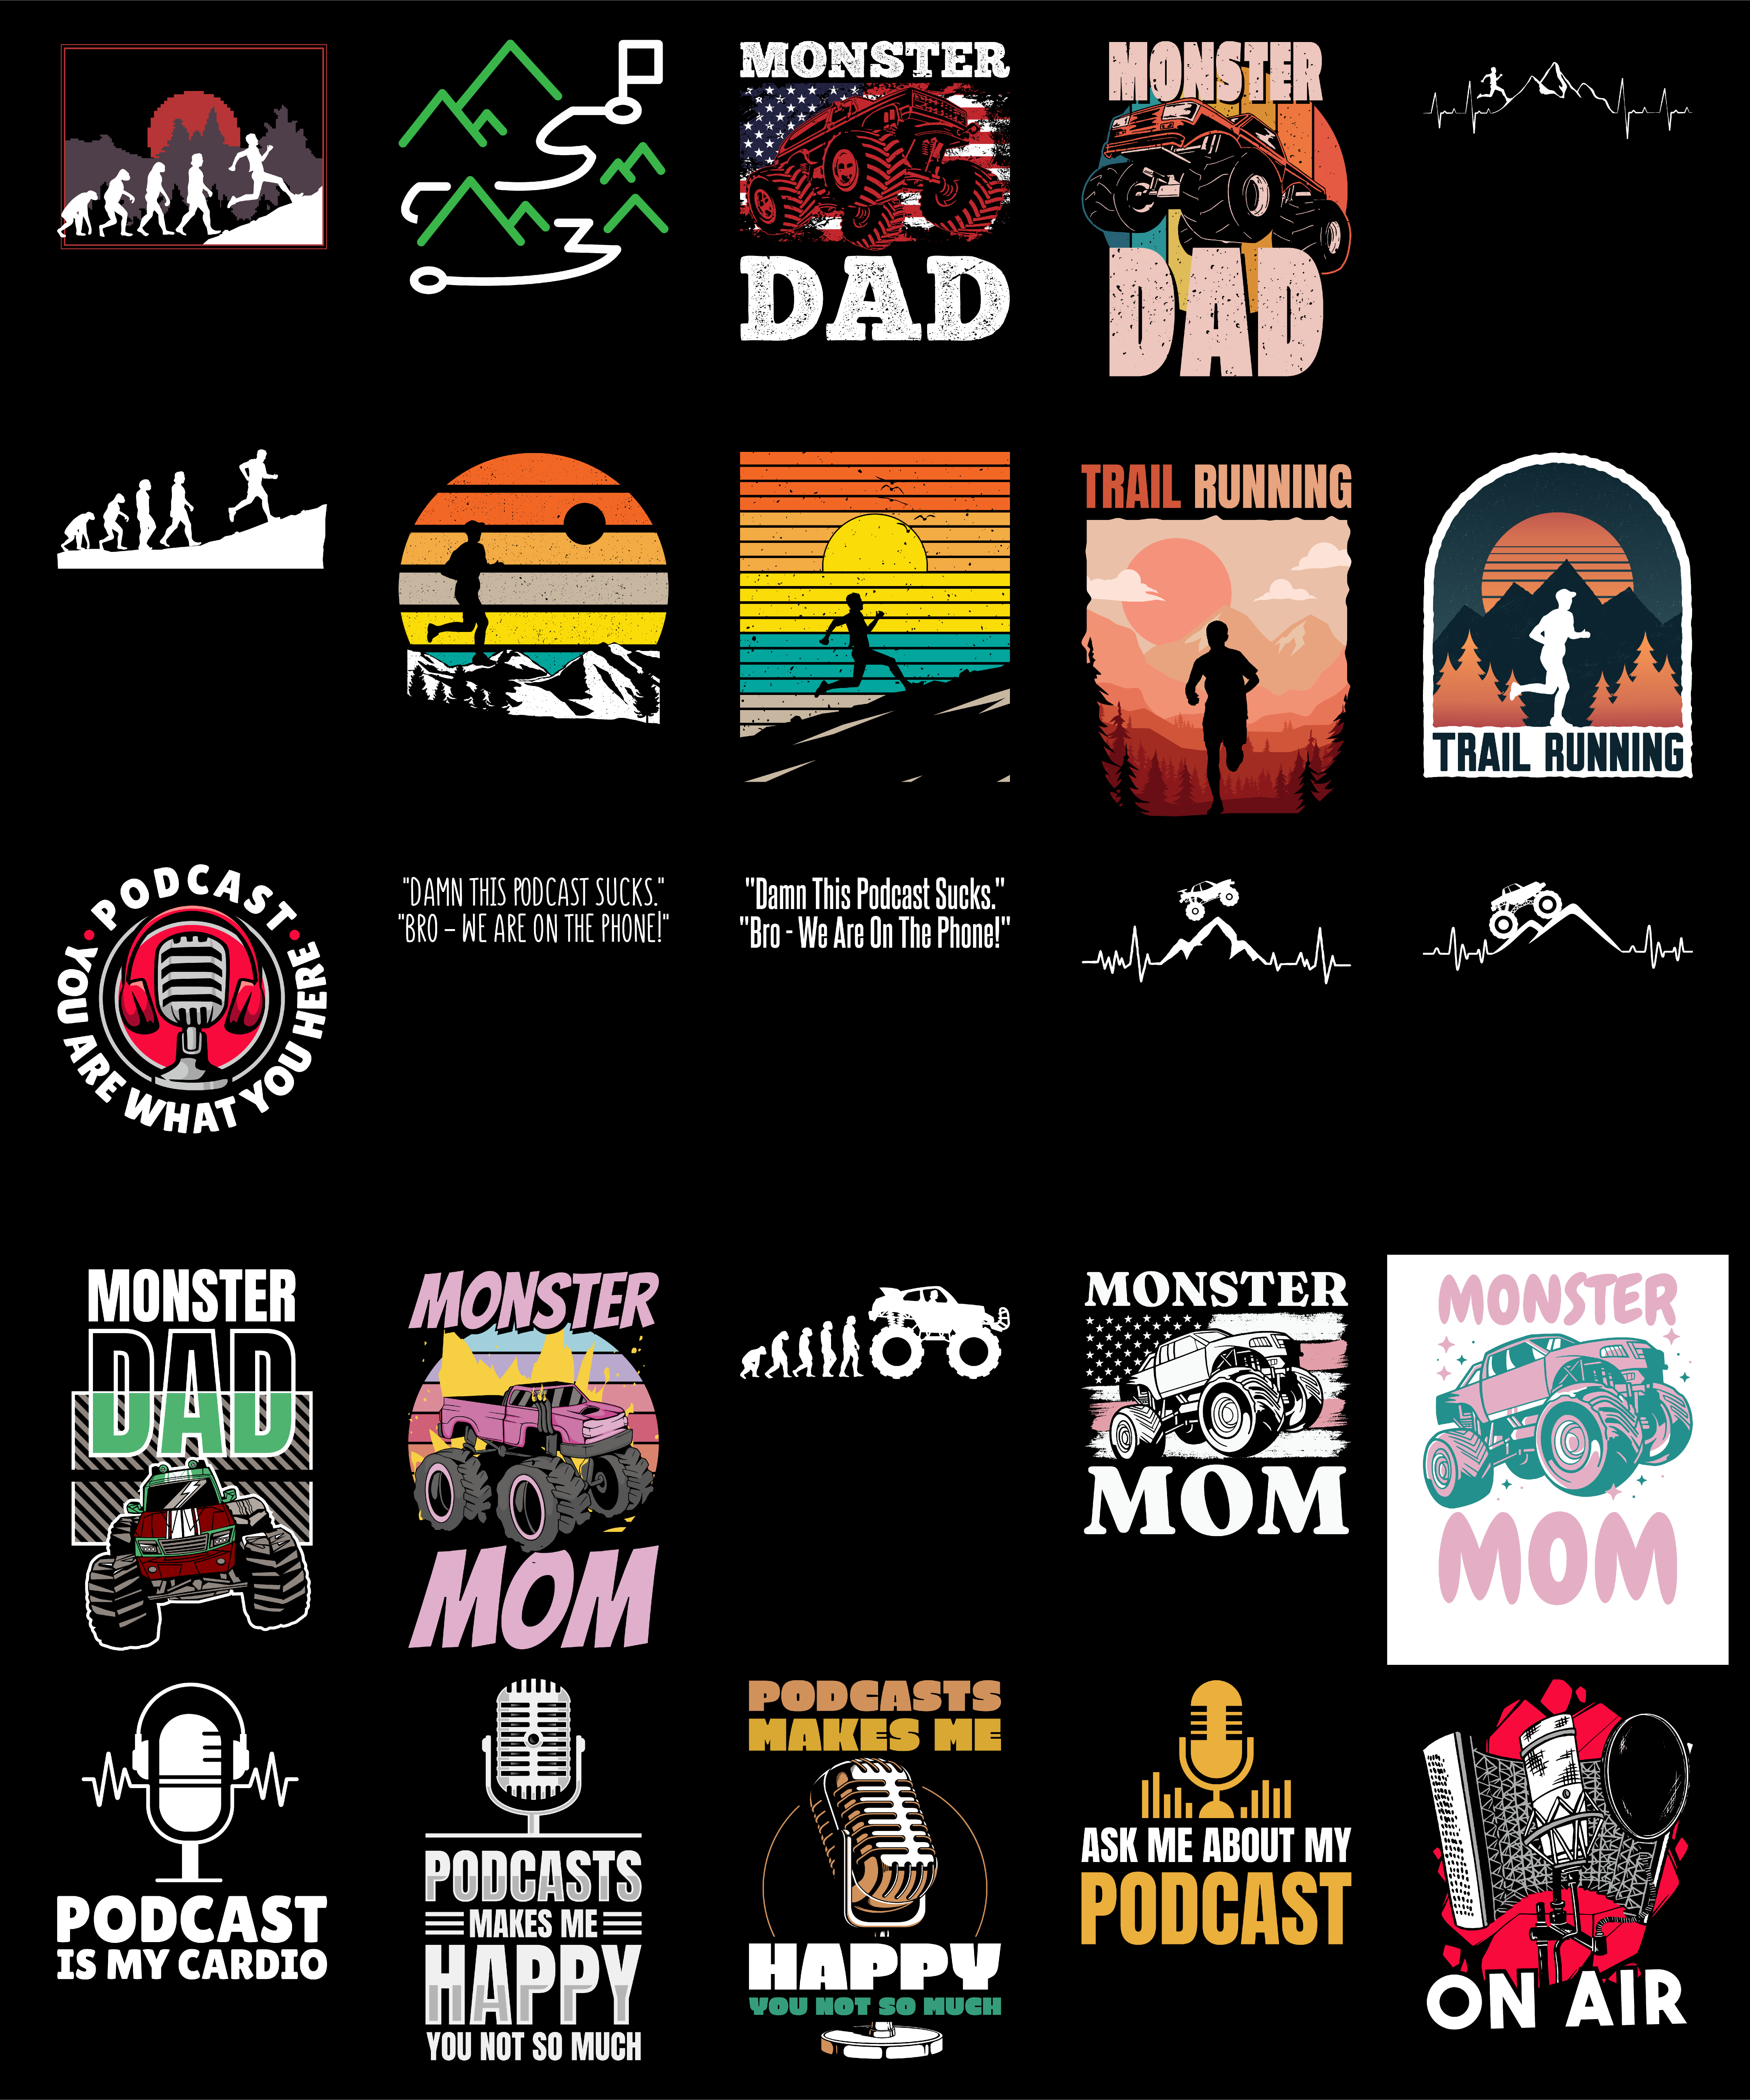 MONSTER
DAD
MONSTER
DAD
TRAIL RUNNING
TRAIL RUNNING
• PODCAST •
YOU ARE WHAT YOU HERE
"DAMN THIS PODCAST SUCKS."
"BRO – WE ARE ON THE PHONE!"
"Damn This Podcast Sucks."
"Bro - We Are On The Phone!"
MONSTER
DAD
MONSTER
MOM
MONSTER
MOM
MONSTER
MOM
PODCAST
IS MY CARDIO
PODCASTS
MAKES ME
HAPPY
YOU NOT SO MUCH
PODCASTS
MAKES ME
HAPPY
YOU NOT SO MUCH
ASK ME ABOUT MY
PODCAST
ON AIR